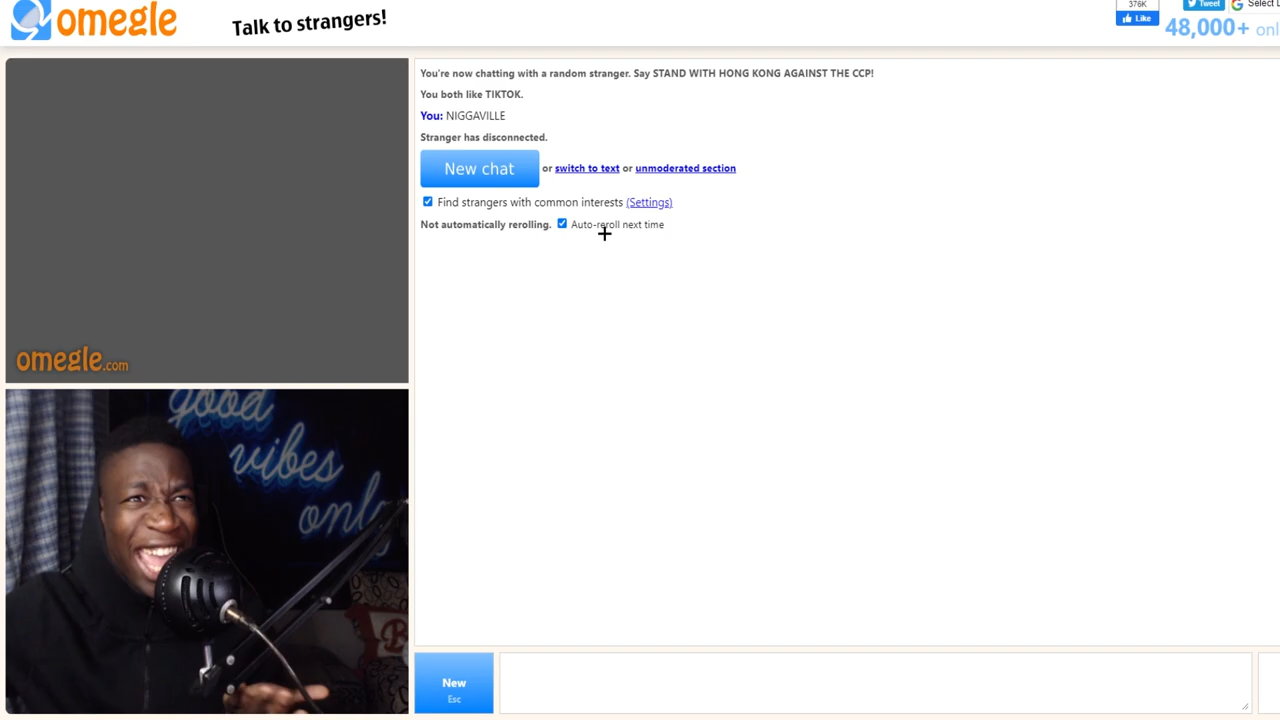 omegle
Talk to strangers!
376K
Like
Tweet
Select
48,000+ onl
You're now chatting with a random stranger. Say STAND WITH HONG KONG AGAINST THE CCP!
You both like TIKTOK.
You: NIGGAVILLE
Stranger has disconnected.
New chat or switch to text or unmoderated section
Find strangers with common interests (Settings)
Not automatically rerolling. Auto-reroll next time
omegle.com
good
vibes
only
New
Esc